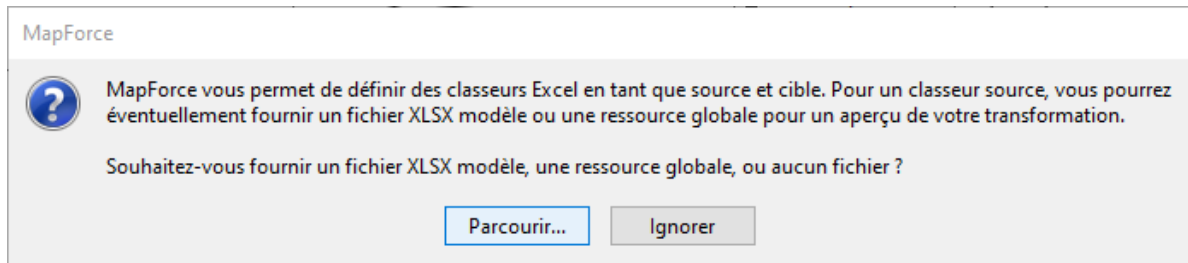 MapForce
MapForce vous permet de définir des classeurs Excel en tant que source et cible. Pour un classeur source, vous pourrez
éventuellement fournir un fichier XLSX modèle ou une ressource globale pour un aperçu de votre transformation.
Souhaitez-vous fournir un fichier XLSX modèle, une ressource globale, ou aucun fichier ?
Parcourir...
Ignorer